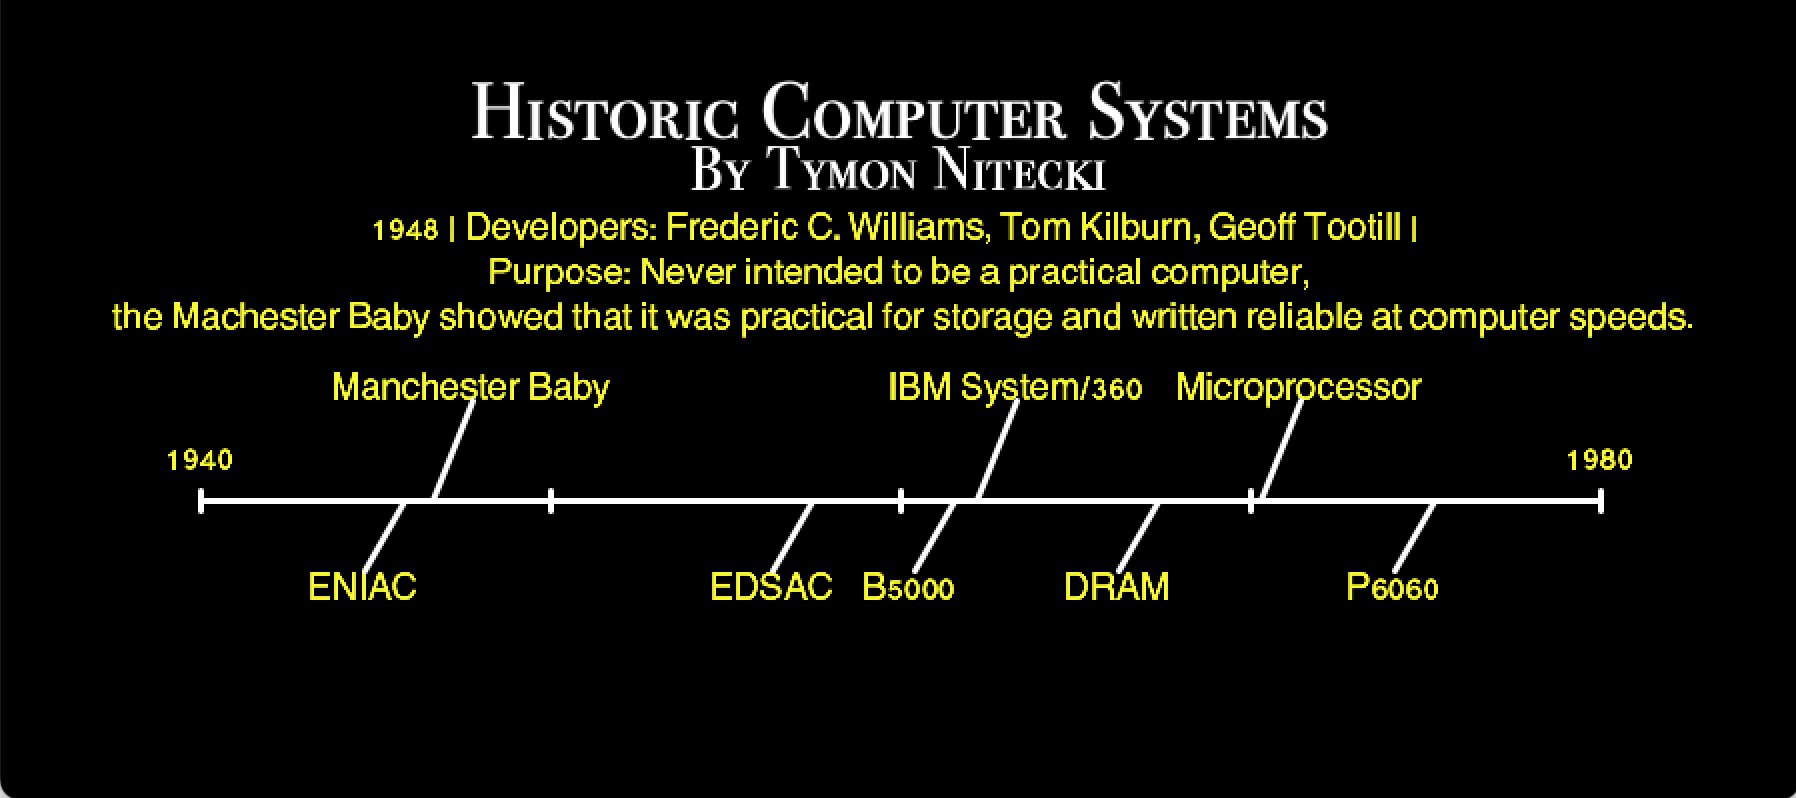 Historic Computer Systems
By Tymon Nitecki
1948 | Developers: Frederic C. Williams, Tom Kilburn, Geoff Tootill |
Purpose: Never intended to be a practical computer,
the Machester Baby showed that it was practical for storage and written reliable at computer speeds.
Manchester Baby IBM System/360 Microprocessor
1940 1980
ENIAC EDSAC B5000 DRAM P6060